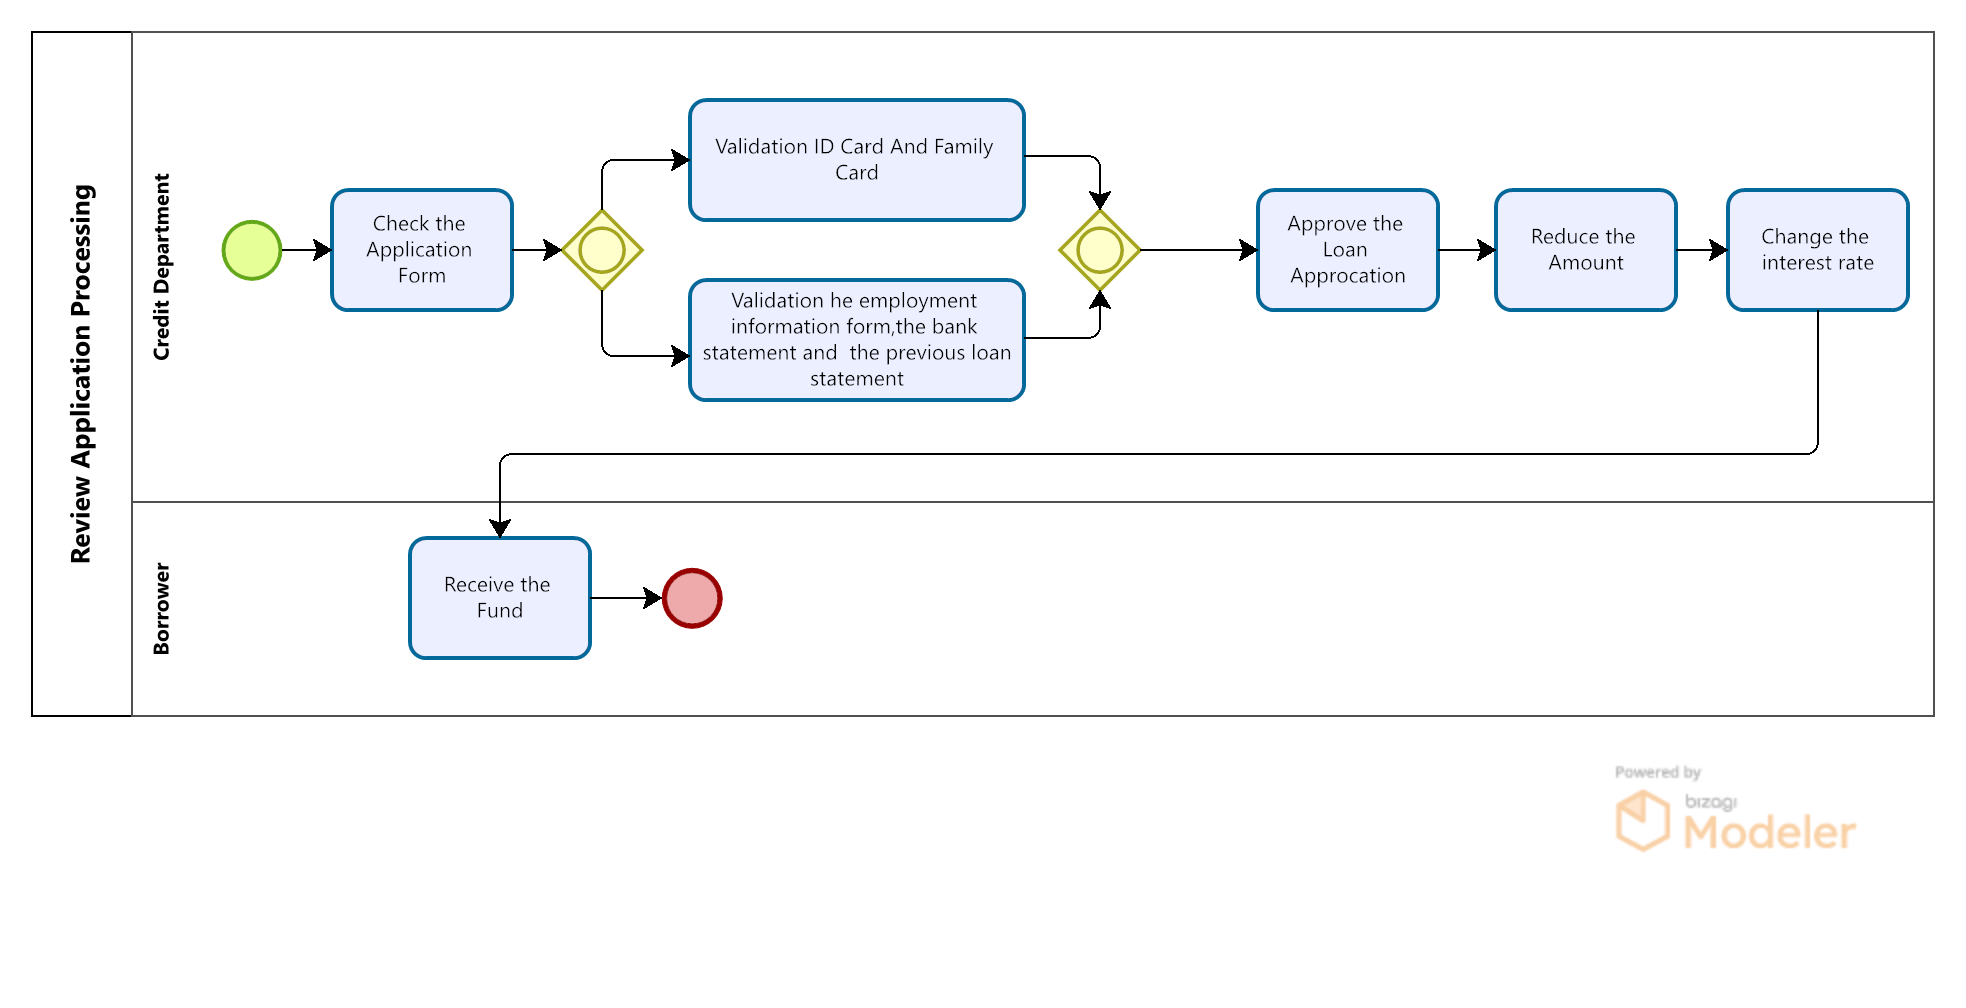 Review Application Processing
Credit Department
Check the
Application
Form
Validation ID Card And Family
Card
Validation he employment
information form,the bank
statement and  the previous loan
statement
Approve the
Loan
Approcation
Reduce the
Amount
Change the
interest rate
Borrower
Receive the
Fund
Powered by
bizagi
Modeler